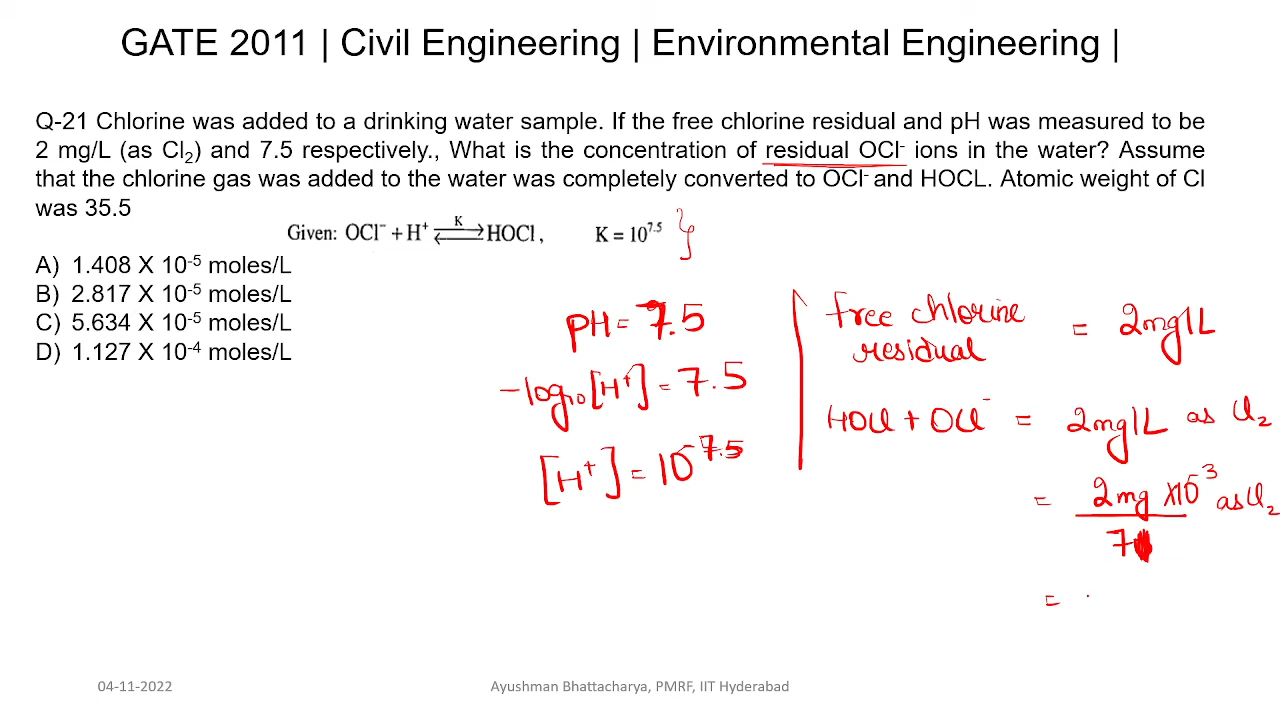 GATE 2011 | Civil Engineering | Environmental Engineering |
Q-21 Chlorine was added to a drinking water sample. If the free chlorine residual and pH was measured to be
2 mg/L (as Cl₂) and 7.5 respectively., What is the concentration of residual OCl⁻ ions in the water? Assume
that the chlorine gas was added to the water was completely converted to OCl⁻ and HOCL. Atomic weight of Cl
was 35.5
Given: OCl⁻ + H⁺ ⇌ HOCl, K = 10^7.5
K
A) 1.408 X 10⁻⁵ moles/L
B) 2.817 X 10⁻⁵ moles/L
C) 5.634 X 10⁻⁵ moles/L
D) 1.127 X 10⁻⁴ moles/L
pH = 7.5
-log₁₀ [H⁺] = 7.5
[H⁺] = 10^-7.5
free chlorine residual = 2mg/L
HOCl + OCl⁻ = 2mg/L as Cl₂
= 2mg x10⁻³ as Cl₂
7
=
04-11-2022
Ayushman Bhattacharya, PMRF, IIT Hyderabad